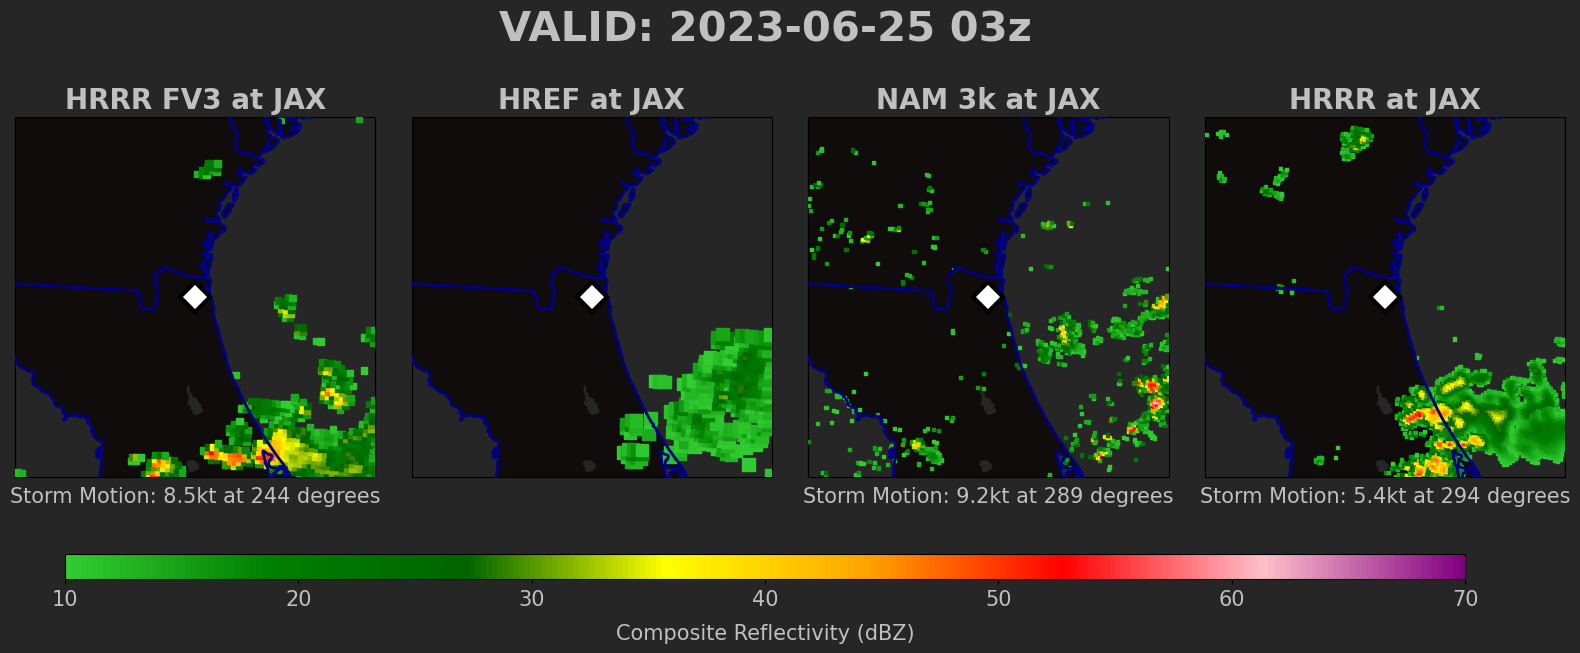 VALID: 2023-06-25 03z
HRRR FV3 at JAX
HREF at JAX
NAM 3k at JAX
HRRR at JAX
Storm Motion: 8.5kt at 244 degrees
Storm Motion: 9.2kt at 289 degrees
Storm Motion: 5.4kt at 294 degrees
10 20 30 40 50 60 70
Composite Reflectivity (dBZ)